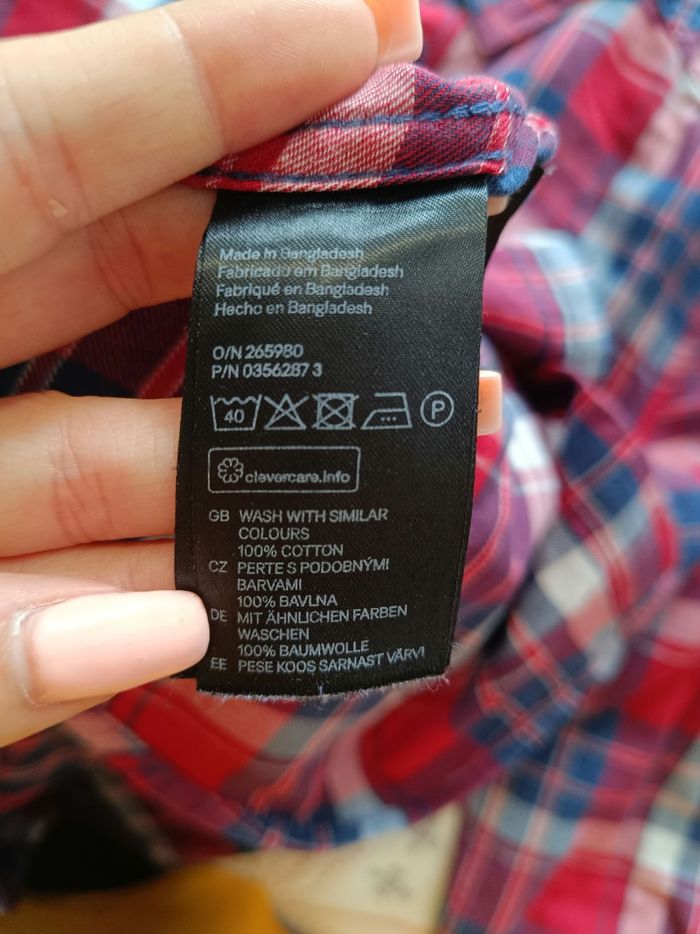 Made in Bangladesh
Fabricado em Bangladesh
Fabriqué en Bangladesh
Hecho en Bangladesh
O/N 265980
P/N 0356287 3
40 P
clevercare.info
GB WASH WITH SIMILAR
COLOURS
100% COTTON
CZ PERTE S PODOBNÝMI
BARVAMI
100% BAVLNA
DE MIT ÄHNLICHEN FARBEN
WASCHEN
100% BAUMWOLLE
EE PESE KOOS SARNAST VÄRVI